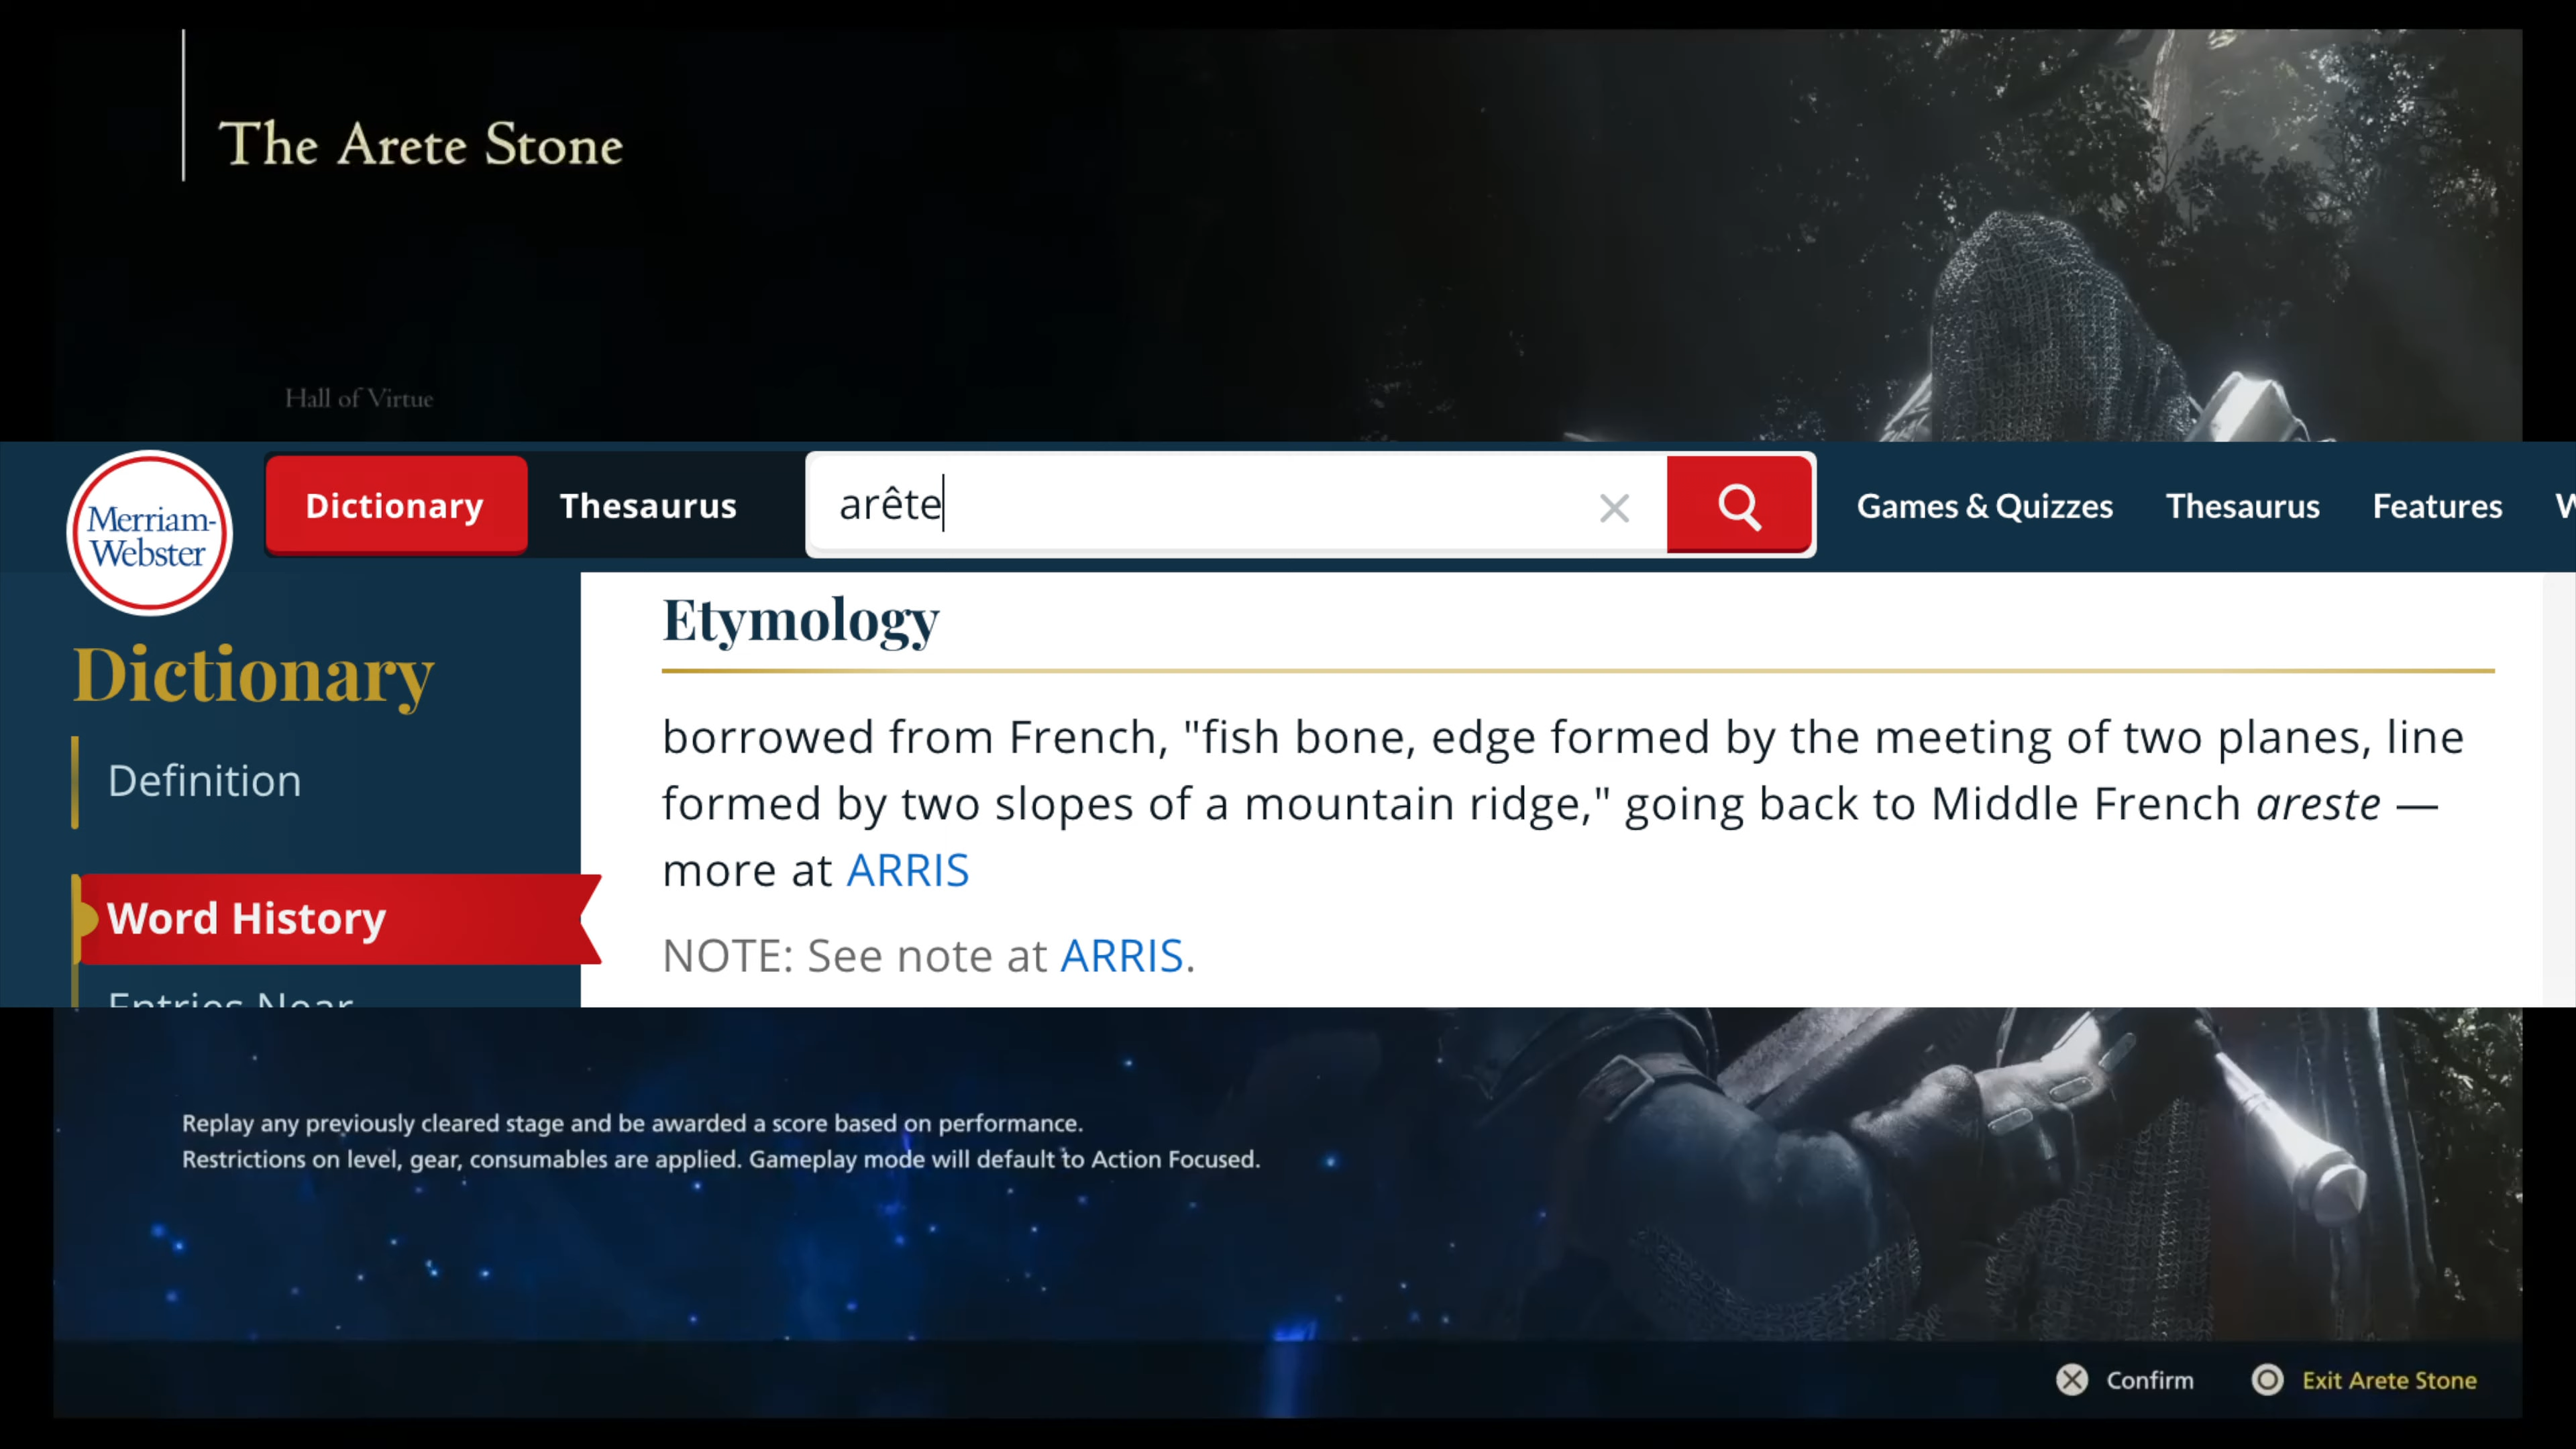 The Arete Stone
Hall of Virtue
Merriam-
Webster
Dictionary
Thesaurus
arête
Games & Quizzes
Thesaurus
Features
Dictionary
Definition
Word History
Entries Near
Etymology
borrowed from French, "fish bone, edge formed by the meeting of two planes, line
formed by two slopes of a mountain ridge," going back to Middle French areste —
more at ARRIS
NOTE: See note at ARRIS.
Replay any previously cleared stage and be awarded a score based on performance.
Restrictions on level, gear, consumables are applied. Gameplay mode will default to Action Focused.
Confirm
Exit Arete Stone